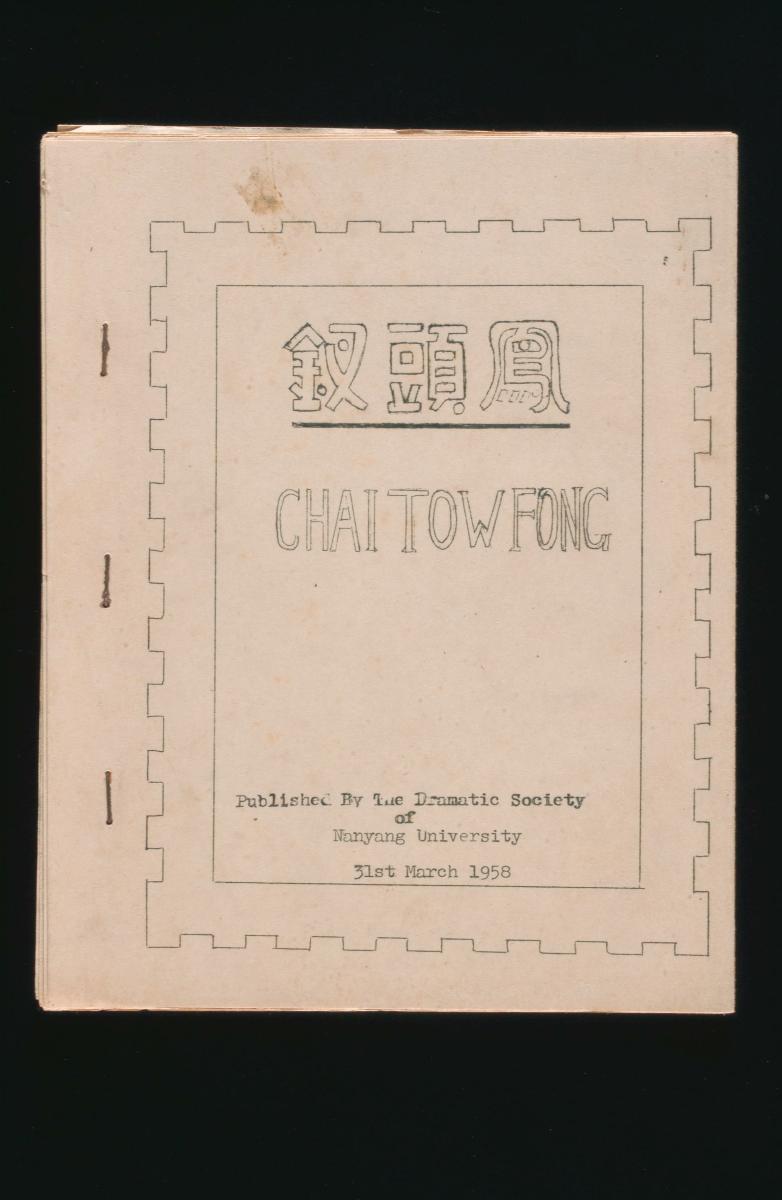 釵頭鳳
CHAI TOW FONG
Published By The Dramatic Society
of
Nanyang University
31st March 1958